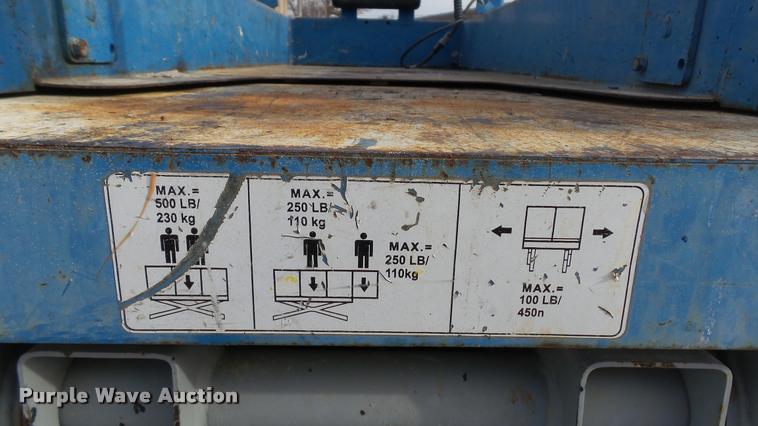 MAX.=
500 LB/
230 kg
MAX.=
250 LB/
110 kg
MAX.=
250 LB/
110kg
MAX.=
100 LB/
450n
Purple Wave Auction